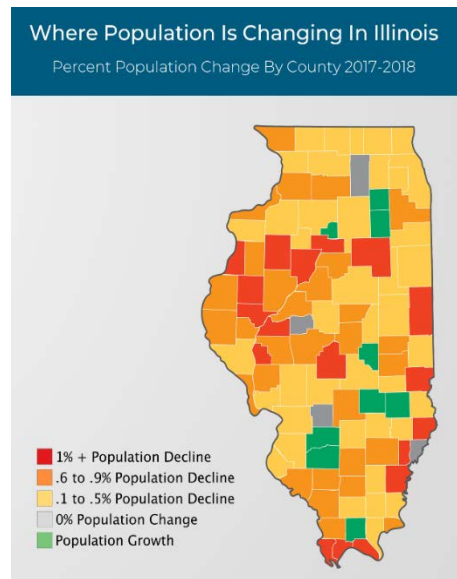 Where Population Is Changing In Illinois
Percent Population Change By County 2017-2018
1% + Population Decline
.6 to .9% Population Decline
.1 to .5% Population Decline
0% Population Change
Population Growth